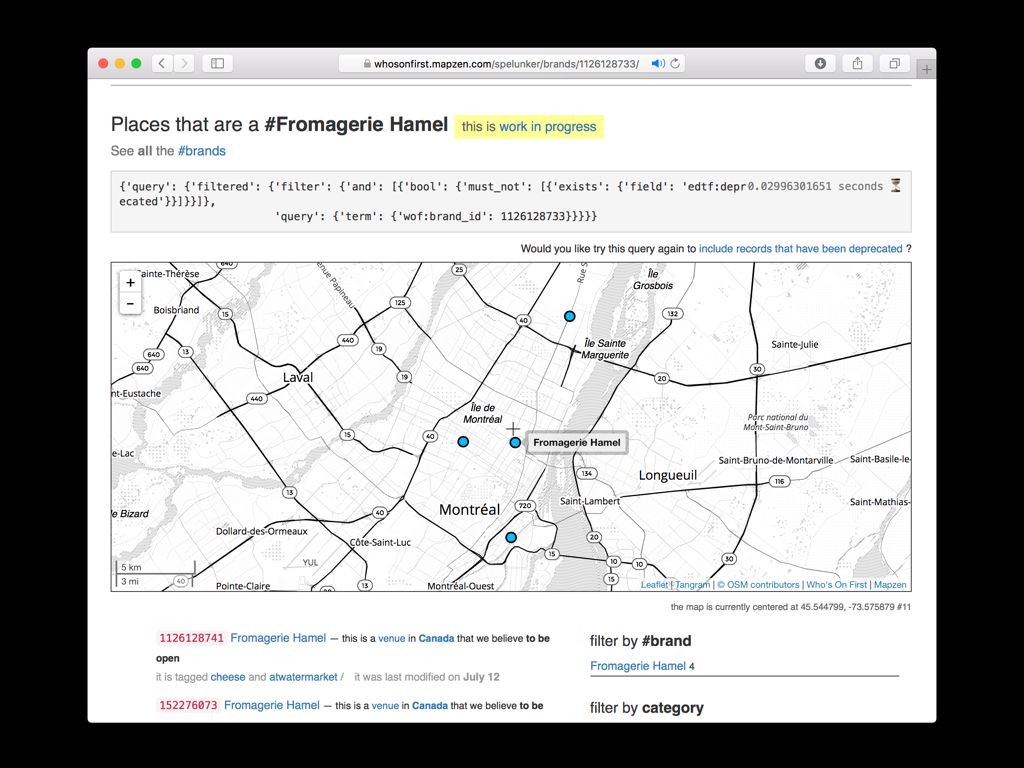 whosonfirst.mapzen.com/spelunker/brands/1126128733/
Places that are a #Fromagerie Hamel this is work in progress
See all the #brands
{'query': {'filtered': {'filter': {'and': [{'bool': {'must_not': [{'exists': {'field': 'edtf:depr
0.02996301651 seconds
ecated'}}]}}]},
'query': {'term': {'wof:brand_id': 1126128733}}}}}
Would you like try this query again to include records that have been deprecated ?
+
−
640
ainte-Thérèse
enue Papineau
25
Rue S
Île
Grosbois
Boisbriand
15
125
40
132
440
Île Sainte
Marguerite
Sainte-Julie
640
13
19
640
30
Laval
19
20
nt-Eustache
440
Île de
Montréal
Parc national du
Mont-Saint-Bruno
15
40
Fromagerie Hamel
e-Lac
Saint-Bruno-de-Montarville
Saint-Basile-le-
134
Longueuil
116
13
Saint-Lambert
Saint-Mathias-
le Bizard
40
Montréal
720
Dollard-des-Ormeaux
Côte-Saint-Luc
20
15
YUL
10
10
30
5 km
3 mi
40
Pointe-Claire
20
13
Montréal-Ouest
15
Leaflet | Tangram | © OSM contributors | Who's On First | Mapzen
the map is currently centered at 45.544799, -73.575879 #11
1126128741 Fromagerie Hamel — this is a venue in Canada that we believe to be
open
it is tagged cheese and atwatermarket / it was last modified on July 12
152276073 Fromagerie Hamel — this is a venue in Canada that we believe to be
filter by #brand
Fromagerie Hamel 4
filter by category